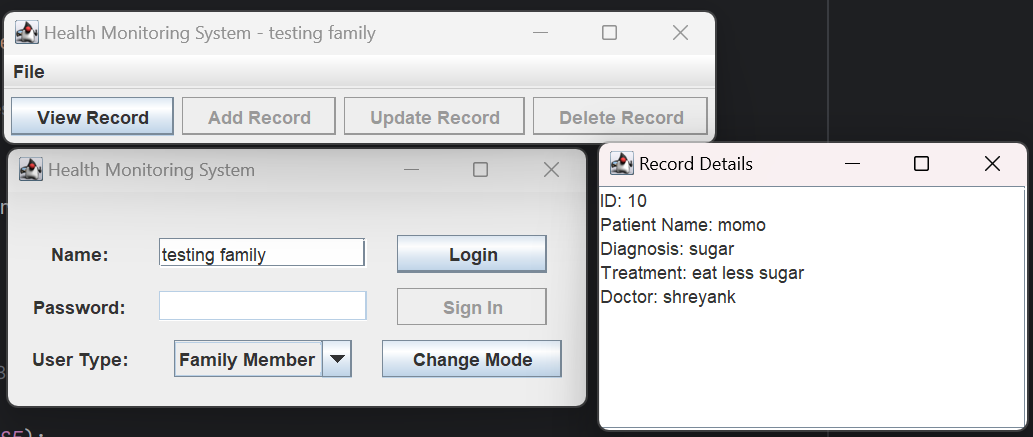 Health Monitoring System - testing family
File
View Record Add Record Update Record Delete Record
Health Monitoring System
Name: testing family Login
Password: Sign In
User Type: Family Member Change Mode
Record Details
ID: 10
Patient Name: momo
Diagnosis: sugar
Treatment: eat less sugar
Doctor: shreyank